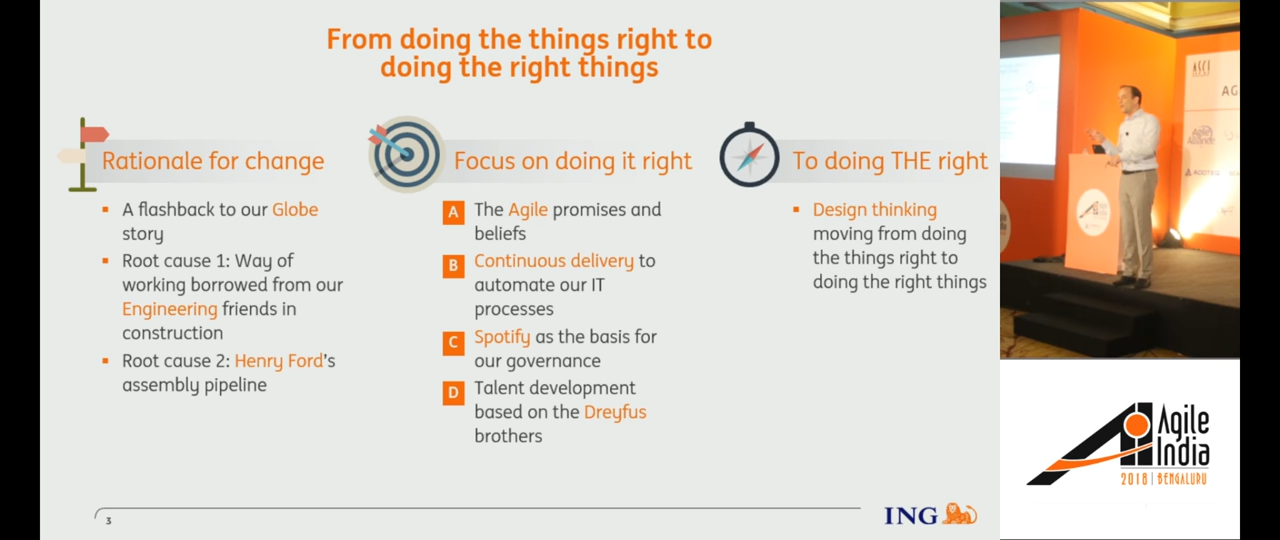 From doing the things right to
doing the right things
Rationale for change
A flashback to our Globe
story
Root cause 1: Way of
working borrowed from our
Engineering friends in
construction
Root cause 2: Henry Ford's
assembly pipeline
Focus on doing it right
A The Agile promises and
beliefs
B Continuous delivery to
automate our IT
processes
C Spotify as the basis for
our governance
D Talent development
based on the Dreyfus
brothers
To doing THE right
Design thinking
moving from doing
the things right to
doing the right things
3
ING
ASCI
AG
Agile
Alliance
Agile
India
2018 | BENGALURU